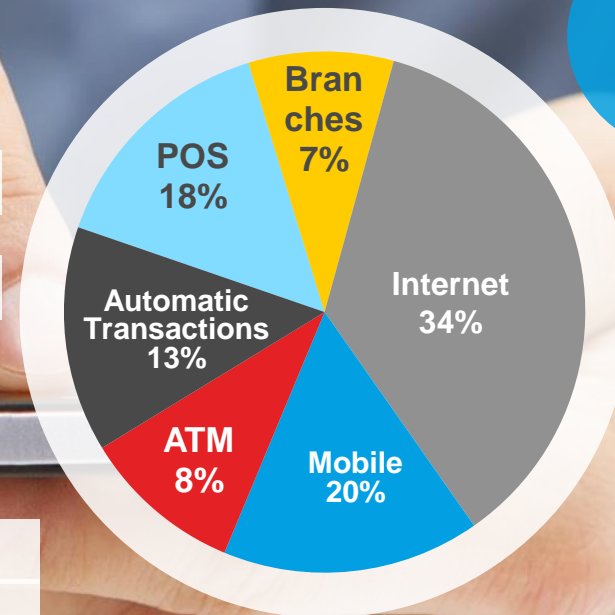 Bran
ches
7%
POS
18%
Internet
34%
Automatic
Transactions
13%
ATM
8%
Mobile
20%